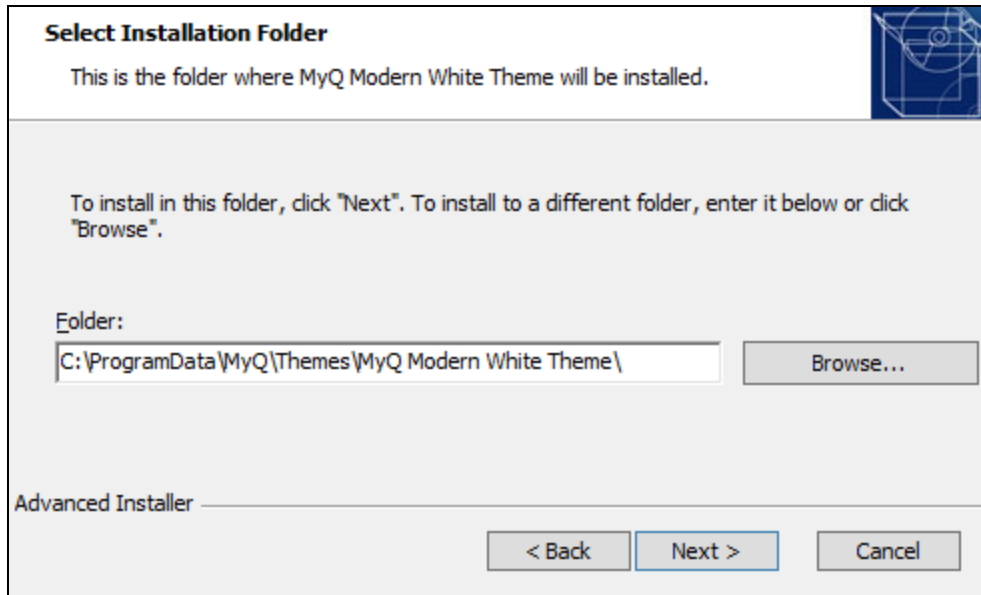 Select Installation Folder
This is the folder where MyQ Modern White Theme will be installed.
To install in this folder, click "Next". To install to a different folder, enter it below or click
"Browse".
Folder:
C:\ProgramData\MyQ\Themes\MyQ Modern White Theme\
Browse...
Advanced Installer
< Back
Next >
Cancel